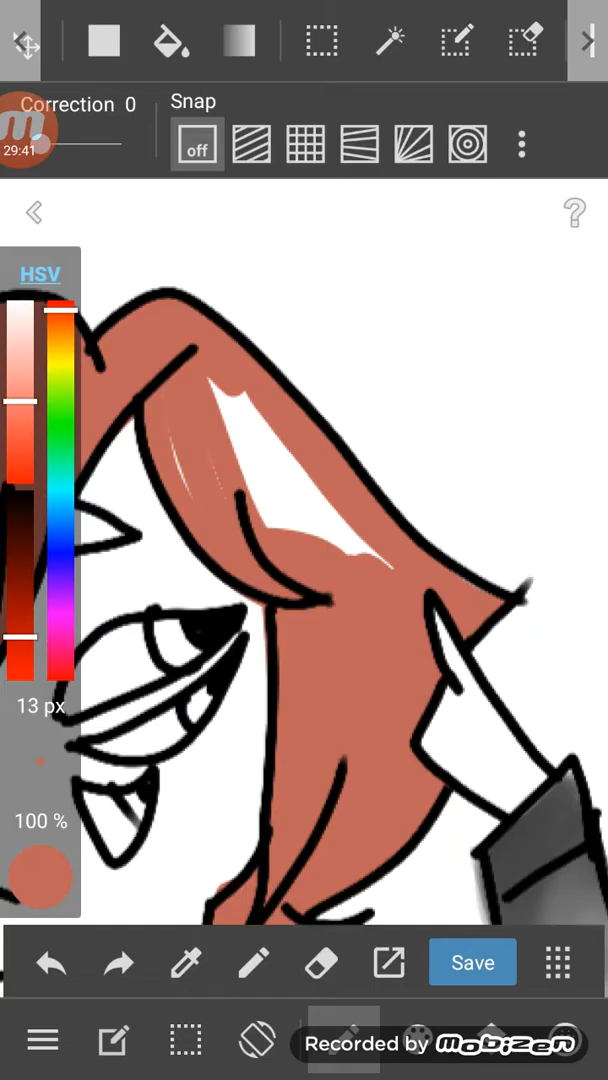 Correction 0
Snap
off
29:41
HSV
13 px
100 %
Save
Recorded by mobizen